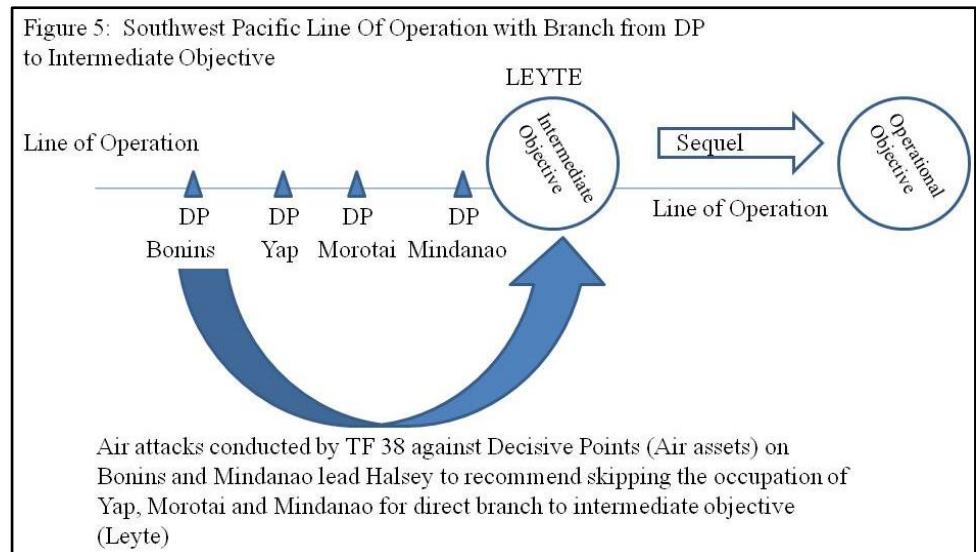 Figure 5:  Southwest Pacific Line Of Operation with Branch from DP
to Intermediate Objective
LEYTE
Line of Operation
Intermediate
Objective
Sequel
Operational
Objective
Line of Operation
DP DP DP DP
Bonins Yap Morotai Mindanao
Air attacks conducted by TF 38 against Decisive Points (Air assets) on
Bonins and Mindanao lead Halsey to recommend skipping the occupation of
Yap, Morotai and Mindanao for direct branch to intermediate objective
(Leyte)